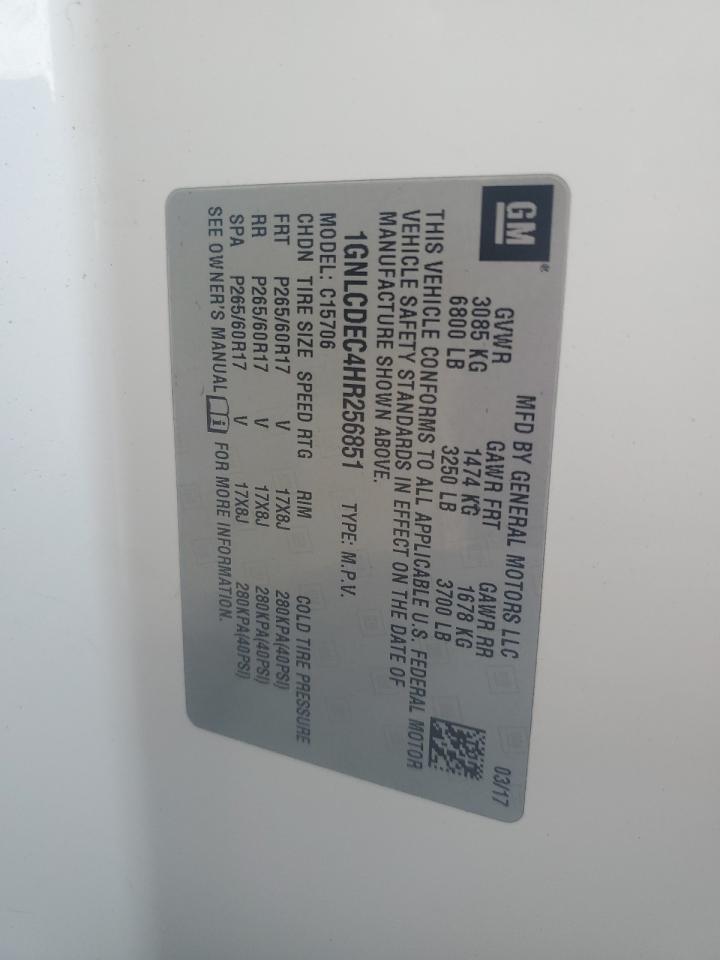 GM
MFD BY GENERAL MOTORS LLC 03/17
GVWR GAWR FRT GAWR RR
3085 KG 1474 KG 1678 KG
6800 LB 3250 LB 3700 LB
THIS VEHICLE CONFORMS TO ALL APPLICABLE U.S. FEDERAL MOTOR
VEHICLE SAFETY STANDARDS IN EFFECT ON THE DATE OF
MANUFACTURE SHOWN ABOVE.
1GNLCDEC4HR256851 TYPE: M.P.V.
MODEL: C15706
CHDN TIRE SIZE SPEED RTG RIM COLD TIRE PRESSURE
FRT P265/60R17 V 17X8J 280KPA(40PSI)
RR P265/60R17 V 17X8J 280KPA(40PSI)
SPA P265/60R17 V 17X8J 280KPA(40PSI)
SEE OWNER'S MANUAL FOR MORE INFORMATION.